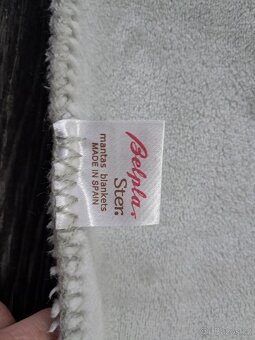 Belpla
Ster.
mantas blankets
MADE IN SPAIN